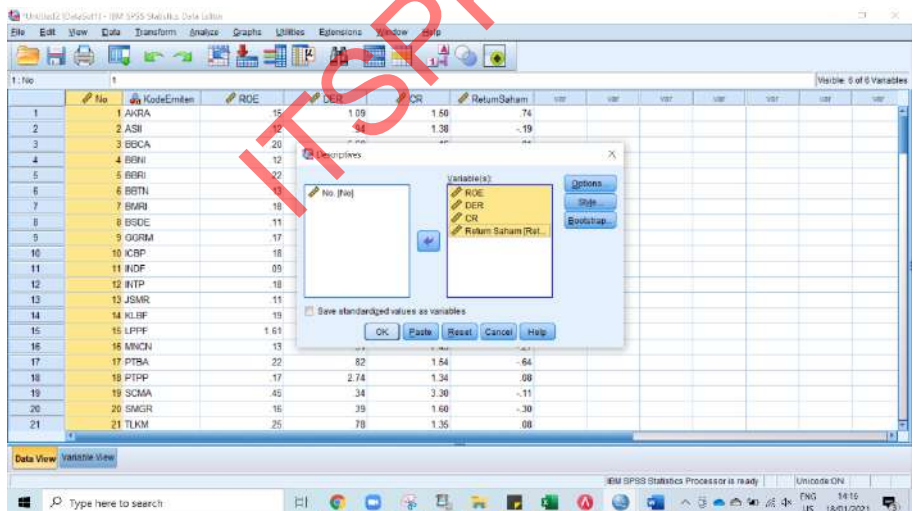 *Untitled2 [DataSet1] - IBM SPSS Statistics Data Editor
File Edit View Data Transform Analyze Graphs Utilities Extensions Window Help
1 : No 1 Visible: 6 of 6 Variables
No KodeEmiten ROE DER CR ReturnSaham var var var var var var var
1 1 AKRA .15 1.09 1.50 .74
2 2 ASII 1.38 -.19
3 3 BBCA .20
4 4 BBNI .12
5 5 BBRI .22
6 6 BBTN .13
7 7 BMRI .18
8 8 BSDE .11
9 9 GGRM .17
10 10 ICBP .18
11 11 INDF .09
12 12 INTP .18
13 13 JSMR .11
14 14 KLBF .19
15 15 LPPF 1.61
16 16 MNCN .13
17 17 PTBA .22 .82 1.54 -.64
18 18 PTPP .17 2.74 1.34 .08
19 19 SCMA .45 .34 3.30 -.11
20 20 SMGR .16 .39 1.60 -.30
21 21 TLKM .25 .78 1.35 .08
Descriptives
Variable(s):
No. [No]
ROE
DER
CR
Return Saham [Ret...
Options...
Style...
Bootstrap...
Save standardized values as variables
OK Paste Reset Cancel Help
Data View Variable View
IBM SPSS Statistics Processor is ready Unicode:ON
Type here to search
ENG 14:16
US 18/01/2021